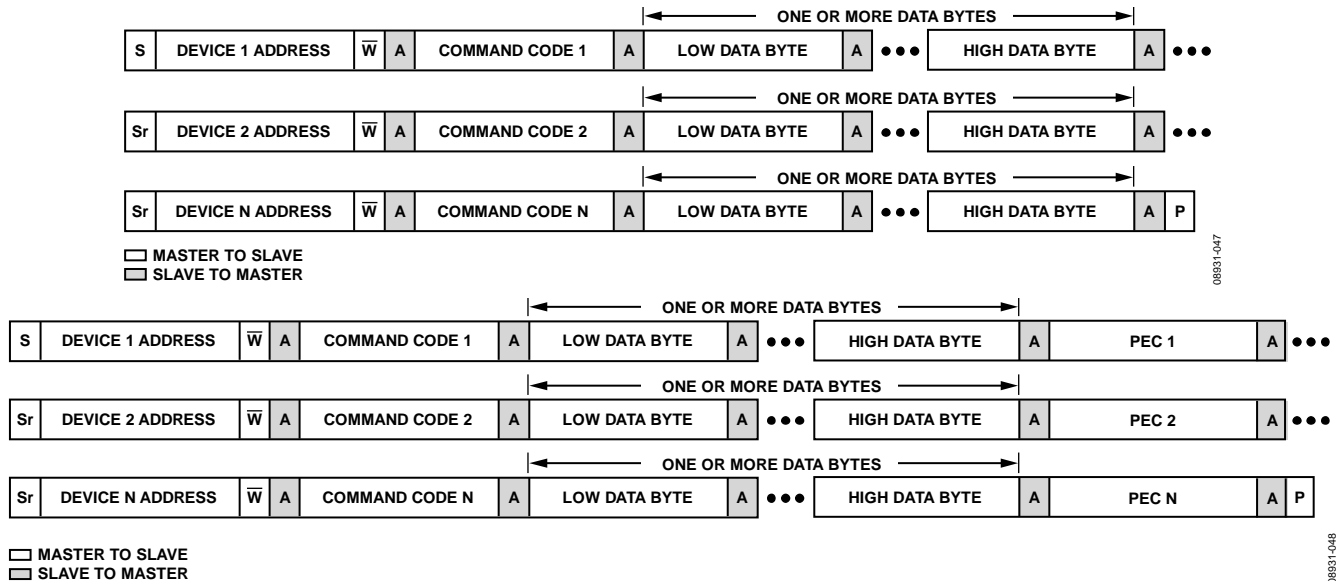 ONE OR MORE DATA BYTES
S DEVICE 1 ADDRESS W̅ A COMMAND CODE 1 A LOW DATA BYTE A ••• HIGH DATA BYTE A •••
ONE OR MORE DATA BYTES
Sr DEVICE 2 ADDRESS W̅ A COMMAND CODE 2 A LOW DATA BYTE A ••• HIGH DATA BYTE A •••
ONE OR MORE DATA BYTES
Sr DEVICE N ADDRESS W̅ A COMMAND CODE N A LOW DATA BYTE A ••• HIGH DATA BYTE A P
MASTER TO SLAVE
SLAVE TO MASTER
08931-047
ONE OR MORE DATA BYTES
S DEVICE 1 ADDRESS W̅ A COMMAND CODE 1 A LOW DATA BYTE A ••• HIGH DATA BYTE A PEC 1 A •••
ONE OR MORE DATA BYTES
Sr DEVICE 2 ADDRESS W̅ A COMMAND CODE 2 A LOW DATA BYTE A ••• HIGH DATA BYTE A PEC 2 A •••
ONE OR MORE DATA BYTES
Sr DEVICE N ADDRESS W̅ A COMMAND CODE N A LOW DATA BYTE A ••• HIGH DATA BYTE A PEC N A P
MASTER TO SLAVE
SLAVE TO MASTER
08931-048